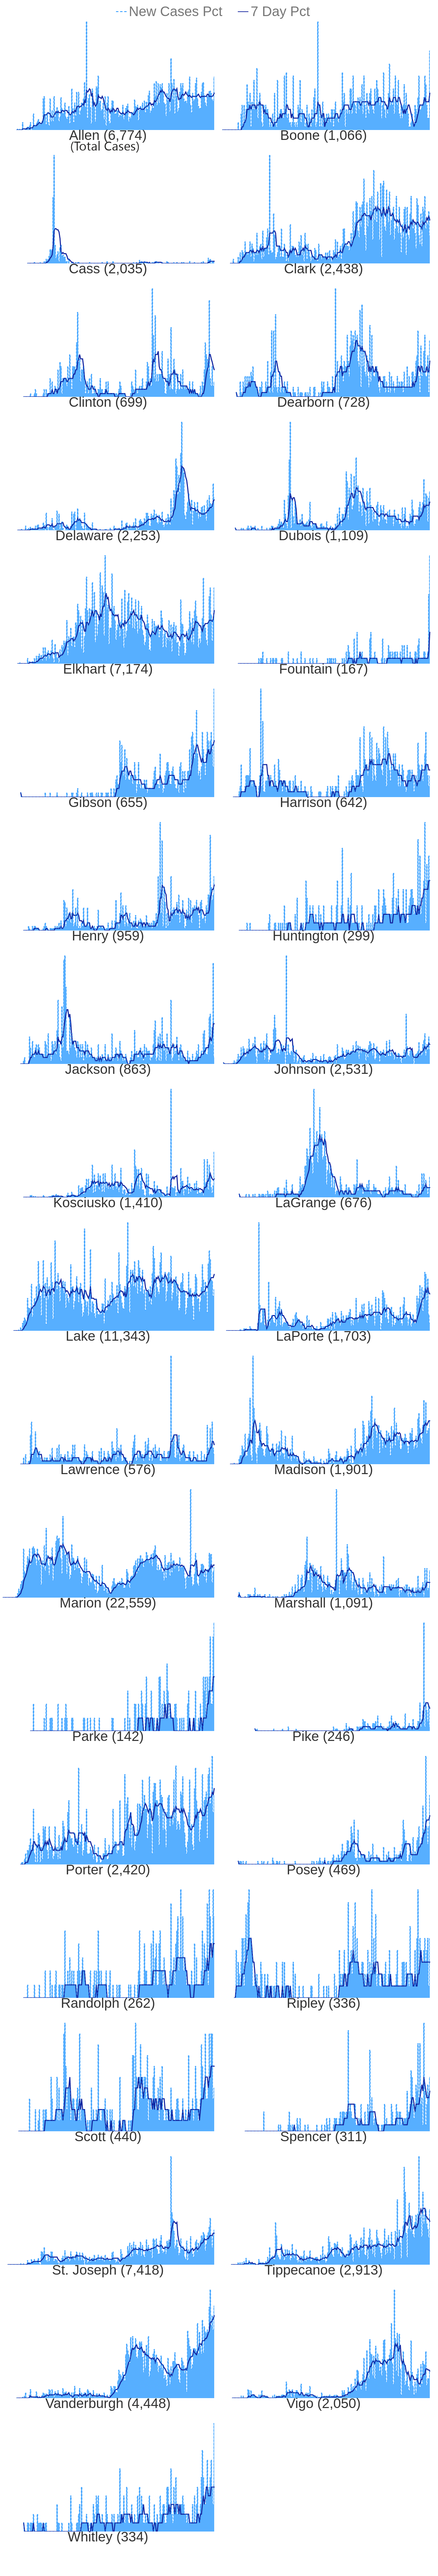 New Cases Pct 7 Day Pct
Allen (6,774) Boone (1,066)
(Total Cases)
Cass (2,035) Clark (2,438)
Clinton (699) Dearborn (728)
Delaware (2,253) Dubois (1,109)
Elkhart (7,174) Fountain (167)
Gibson (655) Harrison (642)
Henry (959) Huntington (299)
Jackson (863) Johnson (2,531)
Kosciusko (1,410) LaGrange (676)
Lake (11,343) LaPorte (1,703)
Lawrence (576) Madison (1,901)
Marion (22,559) Marshall (1,091)
Parke (142) Pike (246)
Porter (2,420) Posey (469)
Randolph (262) Ripley (336)
Scott (440) Spencer (311)
St. Joseph (7,418) Tippecanoe (2,913)
Vanderburgh (4,448) Vigo (2,050)
Whitley (334)